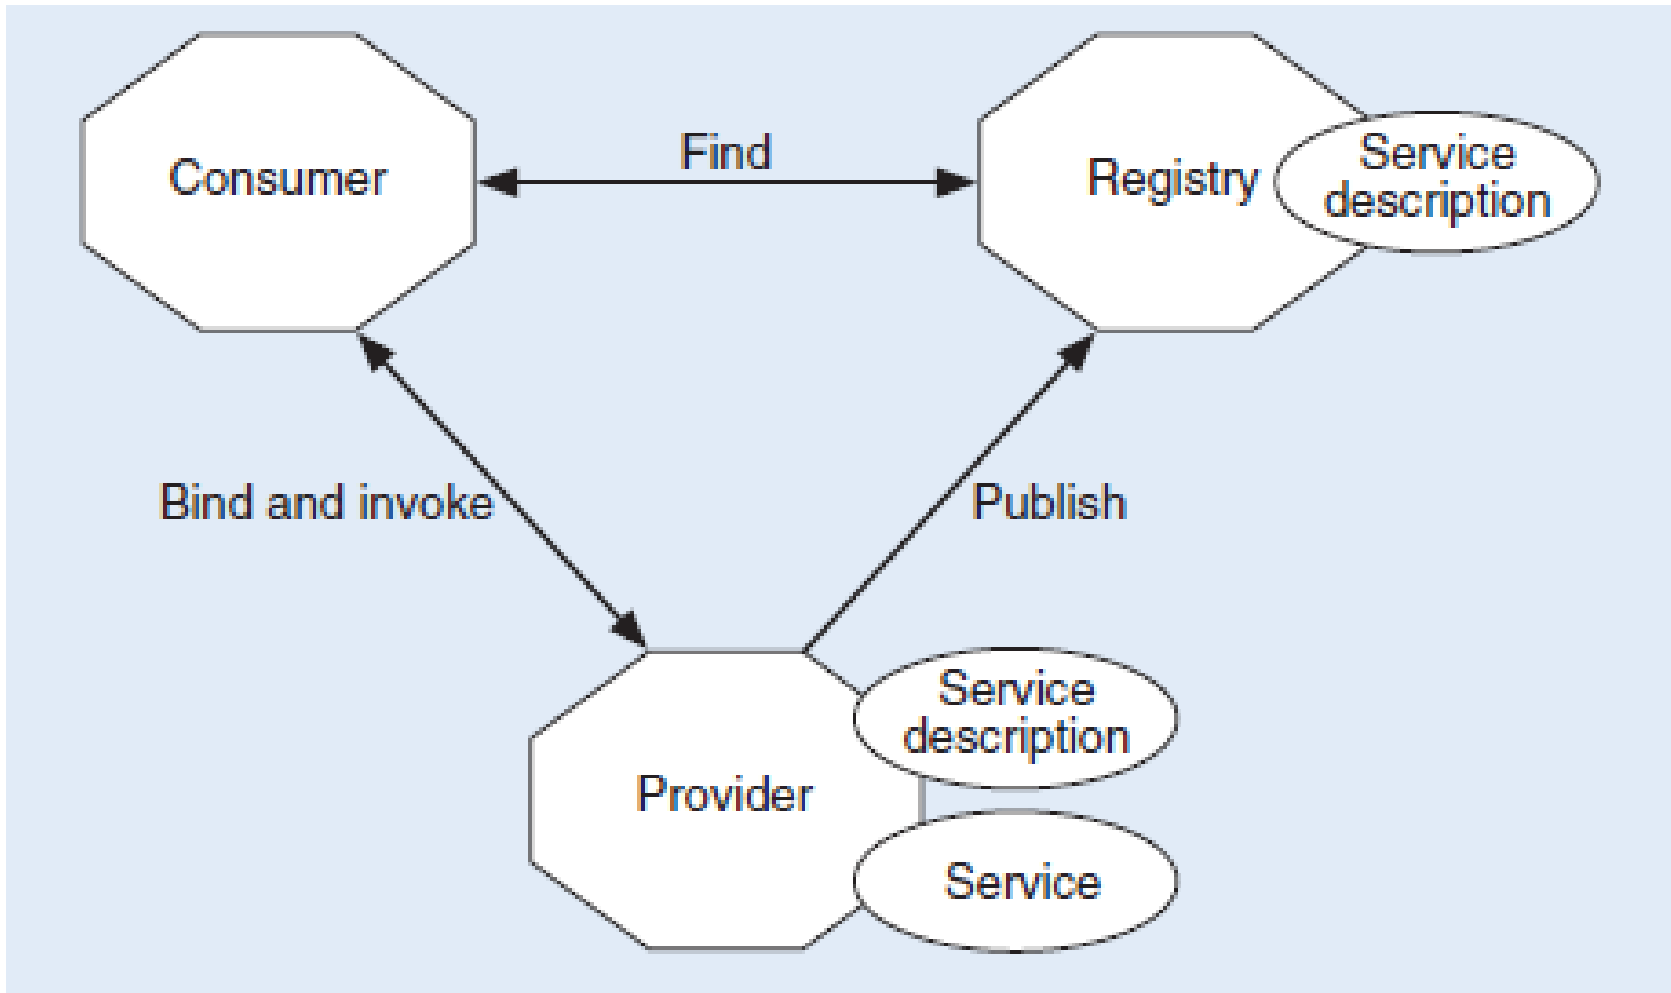 Find
Consumer
Registry
Service
description
Bind and invoke
Publish
Service
description
Provider
Service